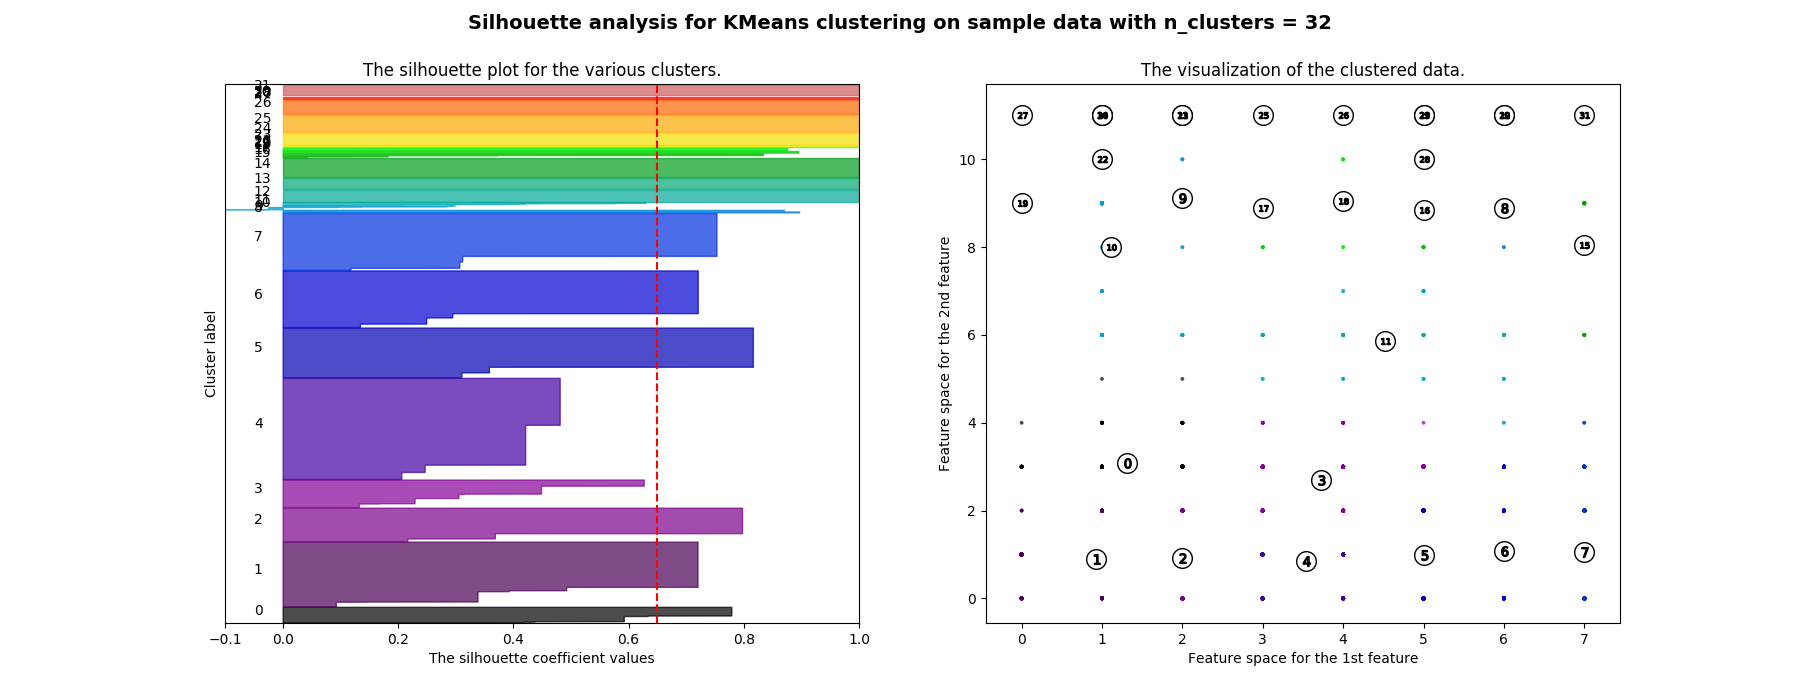 Silhouette analysis for KMeans clustering on sample data with n_clusters = 32
The silhouette plot for the various clusters.
26
25
24
14
13
12
7
6
5
4
3
2
1
0
Cluster label
−0.1 0.0 0.2 0.4 0.6 0.8 1.0
The silhouette coefficient values
The visualization of the clustered data.
27 25 26 31
10 22 28
19 9 17 18 16 8
8 10 15
6 11
4 0
3
2
1 2 4 5 6 7
0
0 1 2 3 4 5 6 7
Feature space for the 2nd feature
Feature space for the 1st feature